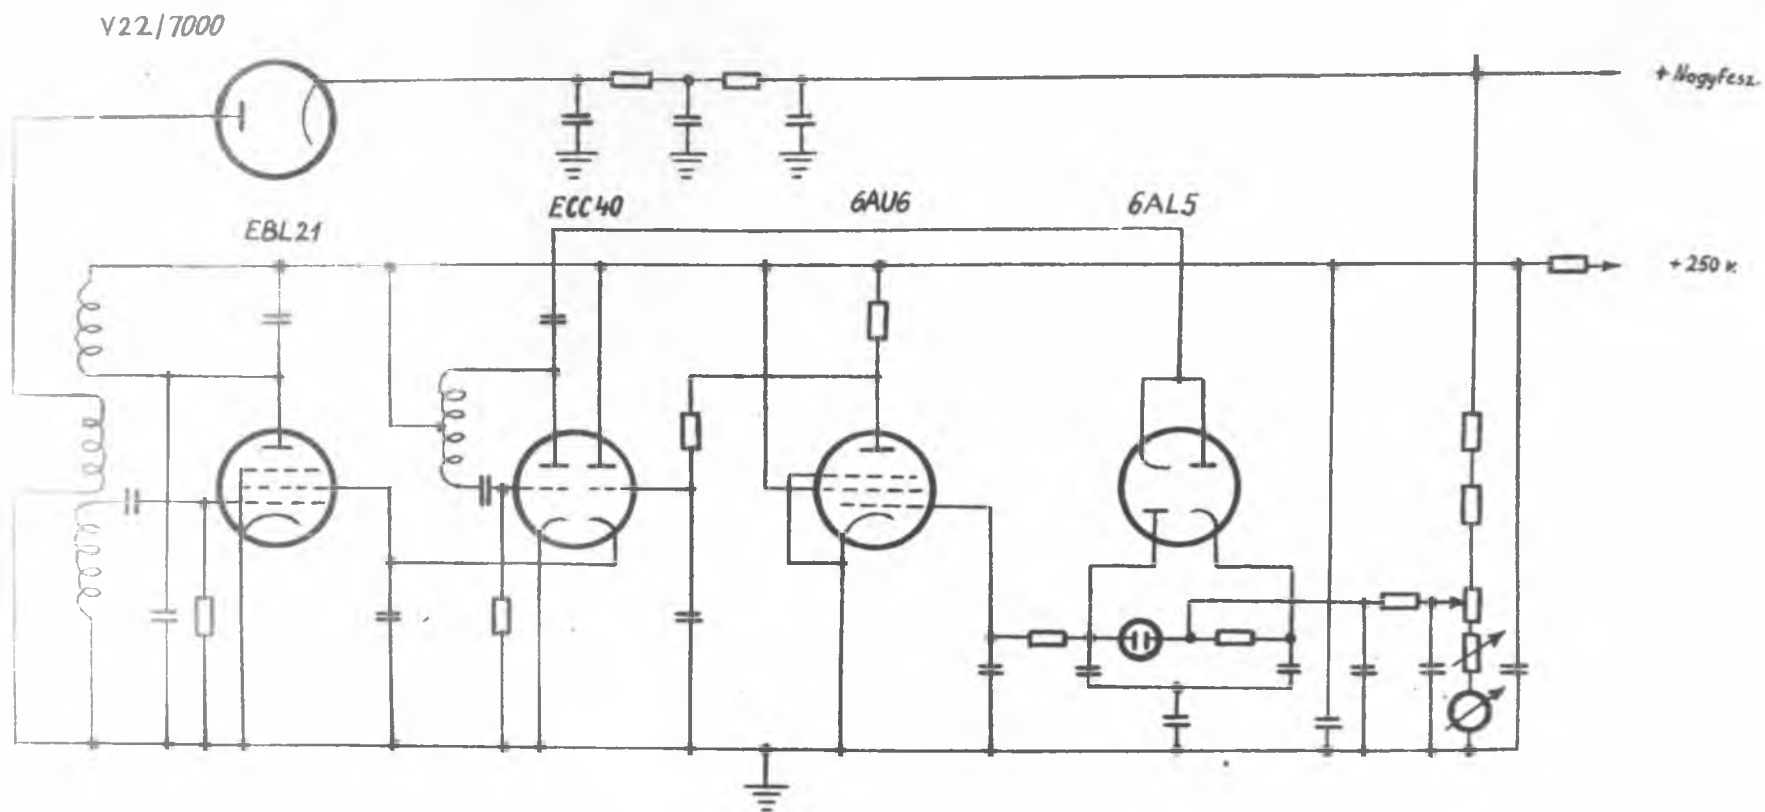 V22/7000
+ Nagyfesz.
ECC40
6AU6
6AL5
EBL21
+250 v.